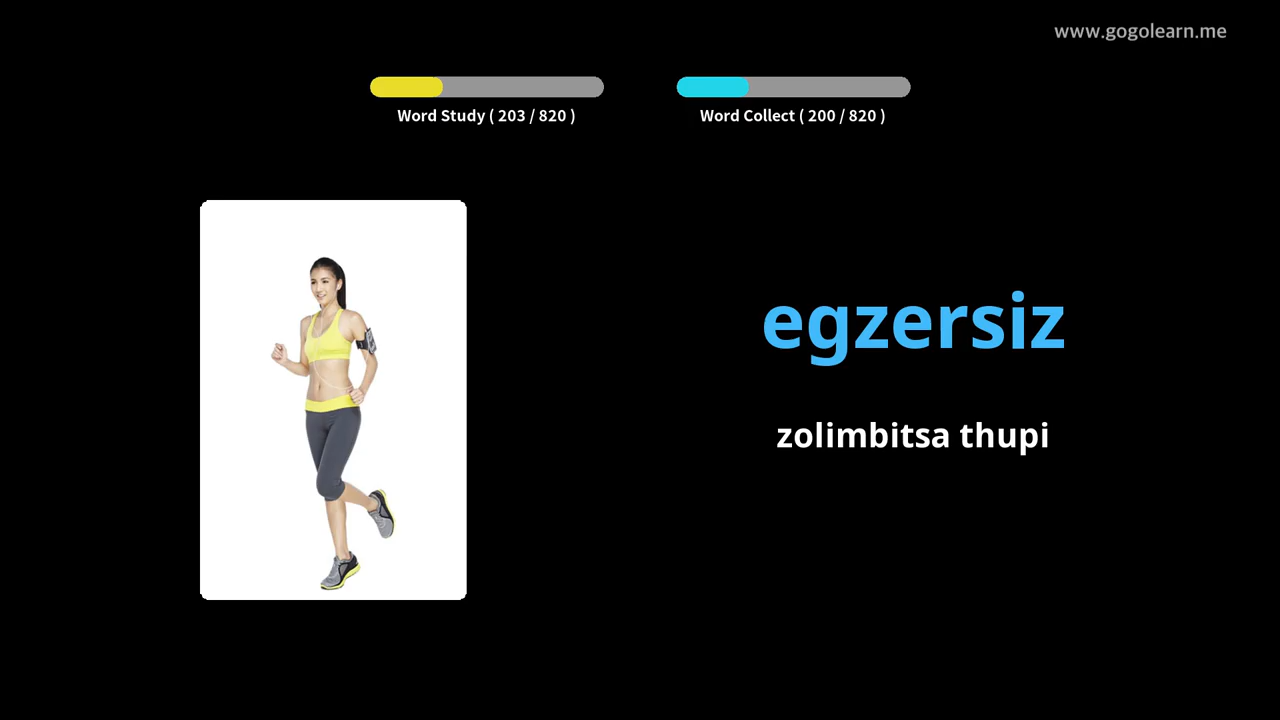 www.gogolearn.me
Word Study ( 203 / 820 )
Word Collect ( 200 / 820 )
egzersiz
zolimbitsa thupi